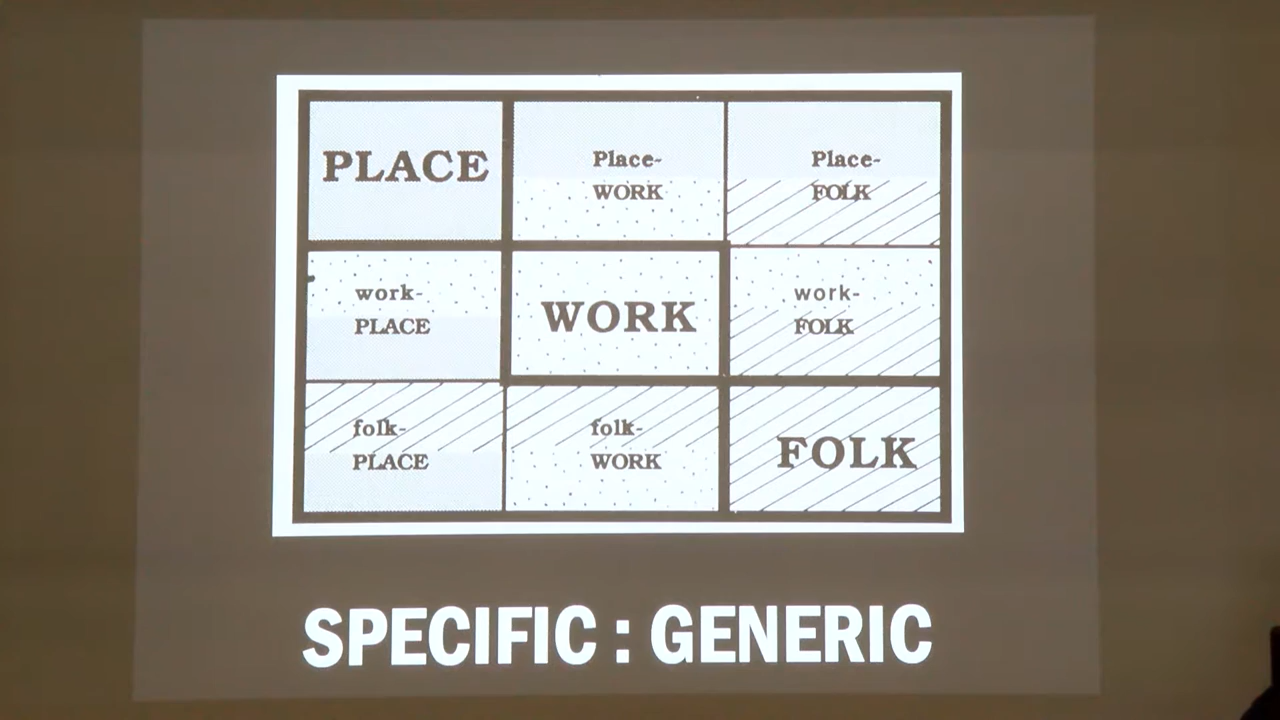 PLACE
Place-
WORK
Place-
FOLK
work-
PLACE
WORK
work-
FOLK
folk-
PLACE
folk-
WORK
FOLK
SPECIFIC : GENERIC